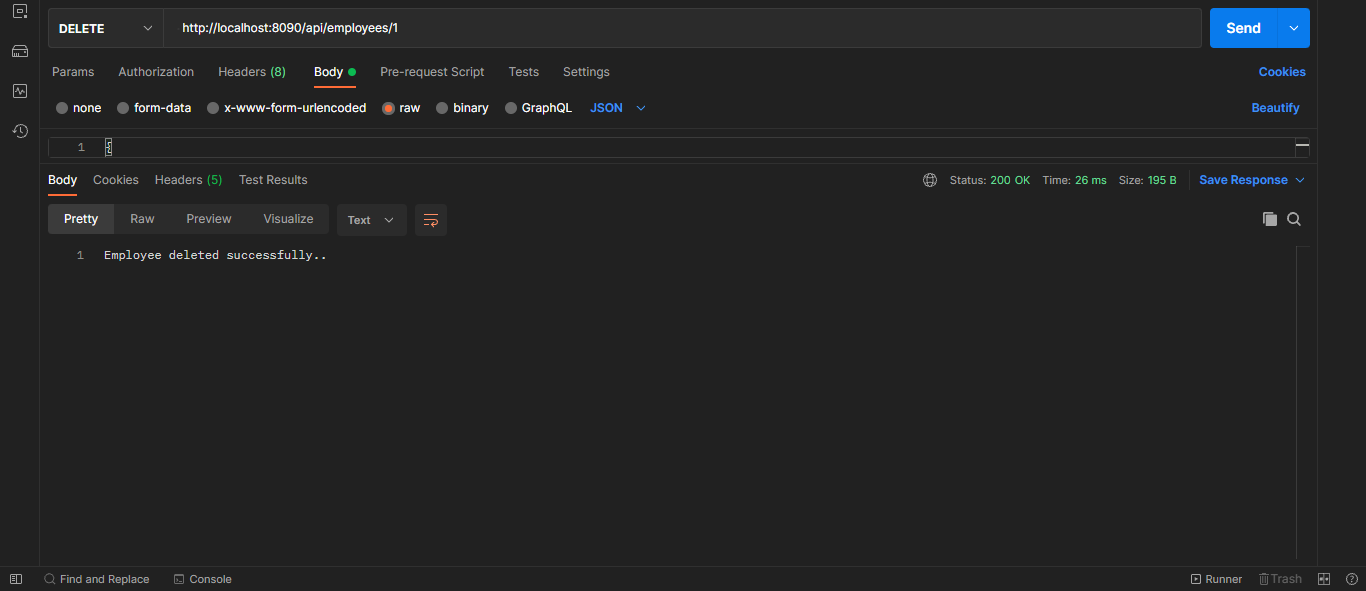 DELETE http://localhost:8090/api/employees/1 Send
Params Authorization Headers (8) Body Pre-request Script Tests Settings Cookies
none form-data x-www-form-urlencoded raw binary GraphQL JSON Beautify
1 {
Body Cookies Headers (5) Test Results Status: 200 OK Time: 26 ms Size: 195 B Save Response
Pretty Raw Preview Visualize Text
1 Employee deleted successfully..
Find and Replace Console Runner Trash